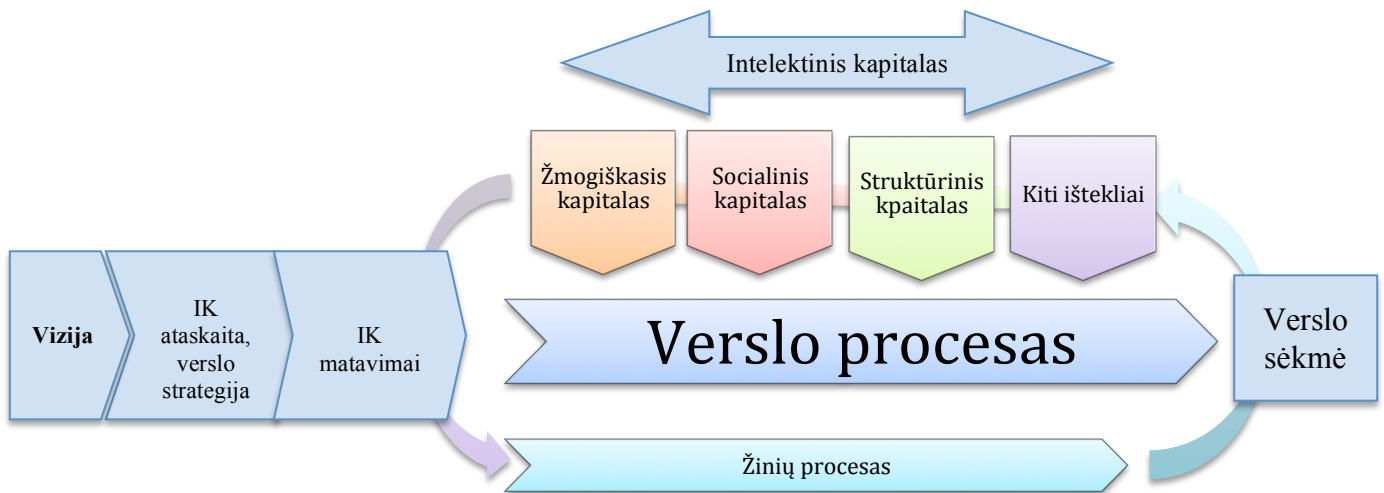 Intelektinis kapitalas
Žmogiškasis
kapitalas
Socialinis
kapitalas
Struktūrinis
kpaitalas
Kiti ištekliai
Vizija
IK
ataskaita,
verslo
strategija
IK
matavimai
Verslo procesas
Verslo
sėkmė
Žinių procesas